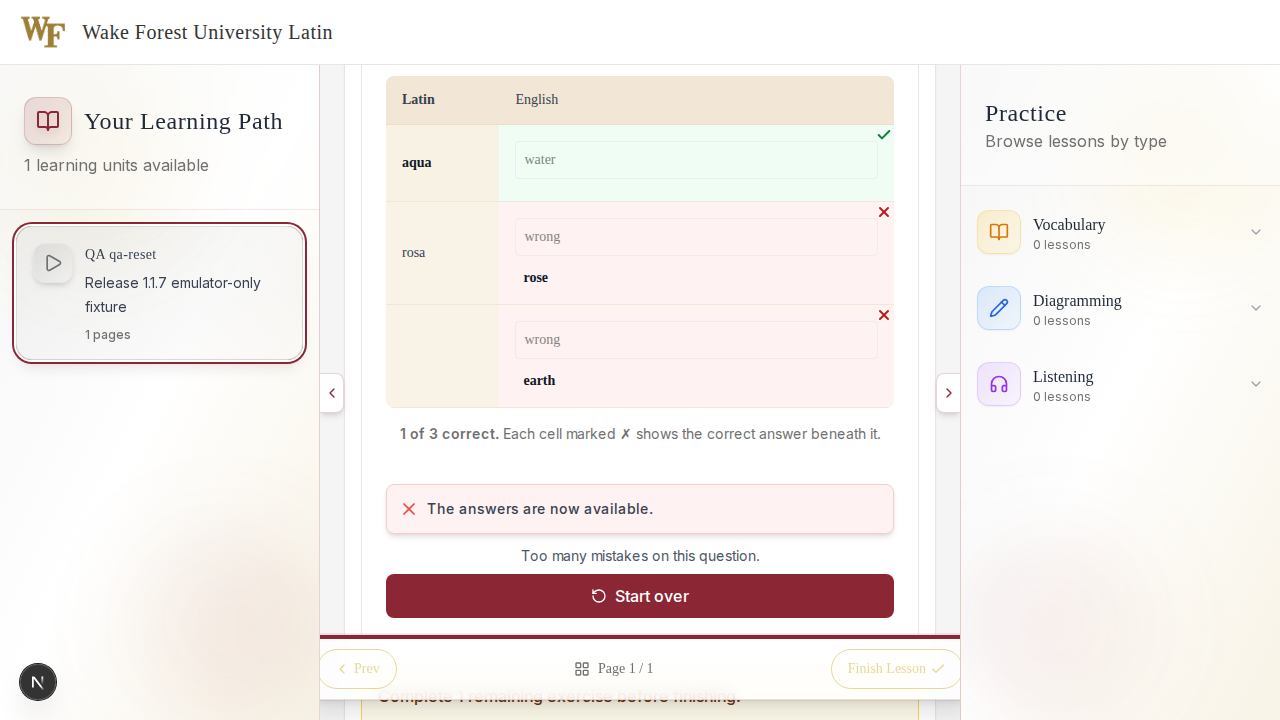 WF Wake Forest University Latin
Your Learning Path
1 learning units available
QA qa-reset
Release 1.1.7 emulator-only
fixture
1 pages
Latin English
aqua water
rosa wrong
rose
wrong
earth
1 of 3 correct. Each cell marked ✗ shows the correct answer beneath it.
The answers are now available.
Too many mistakes on this question.
Start over
Prev Page 1 / 1 Finish Lesson
Complete 1 remaining exercise before finishing.
Practice
Browse lessons by type
Vocabulary
0 lessons
Diagramming
0 lessons
Listening
0 lessons
N